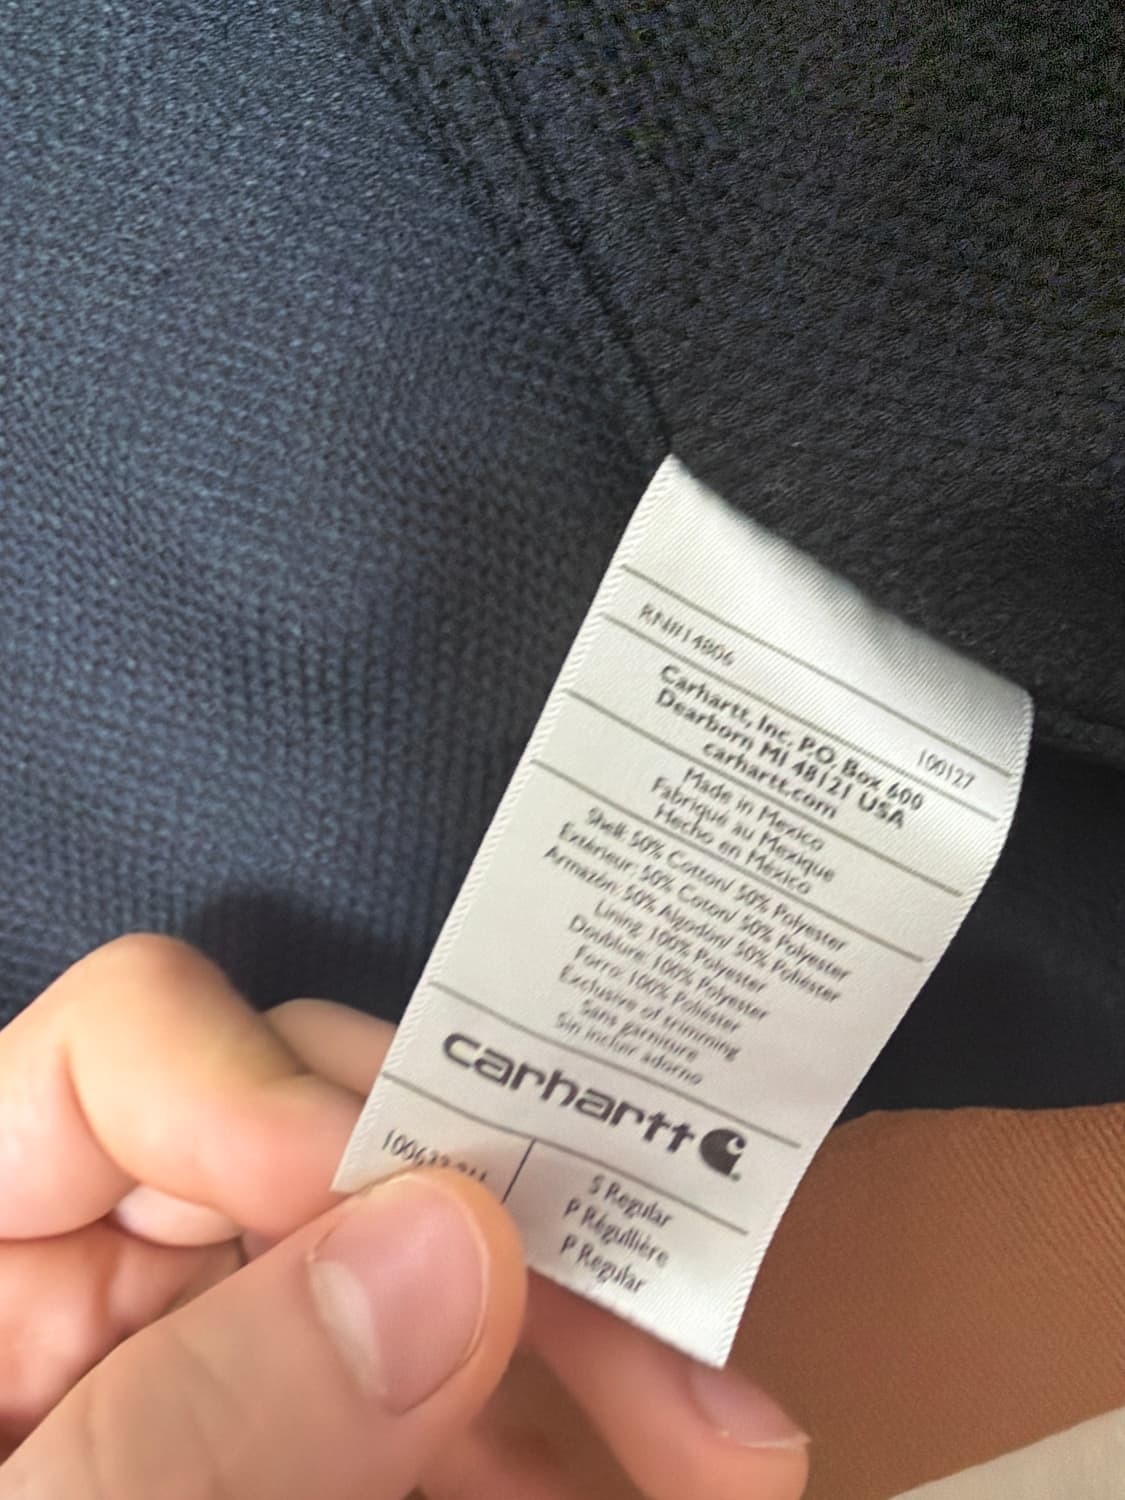 RN#14806
100127
Carhartt, Inc. P.O. Box 600
Dearborn MI 48121 USA
carhartt.com
Made in Mexico
Fabriqué au Mexique
Hecho en México
Shell: 50% Cotton/ 50% Polyester
Extérieur: 50% Coton/ 50% Polyester
Armazón: 50% Algodón/ 50% Poliéster
Lining: 100% Polyester
Doublure: 100% Polyester
Forro: 100% Poliéster
Exclusive of trimming
Sans garniture
Sin incluir adorno
carhartt
S Regular
P Régullière
P Regular